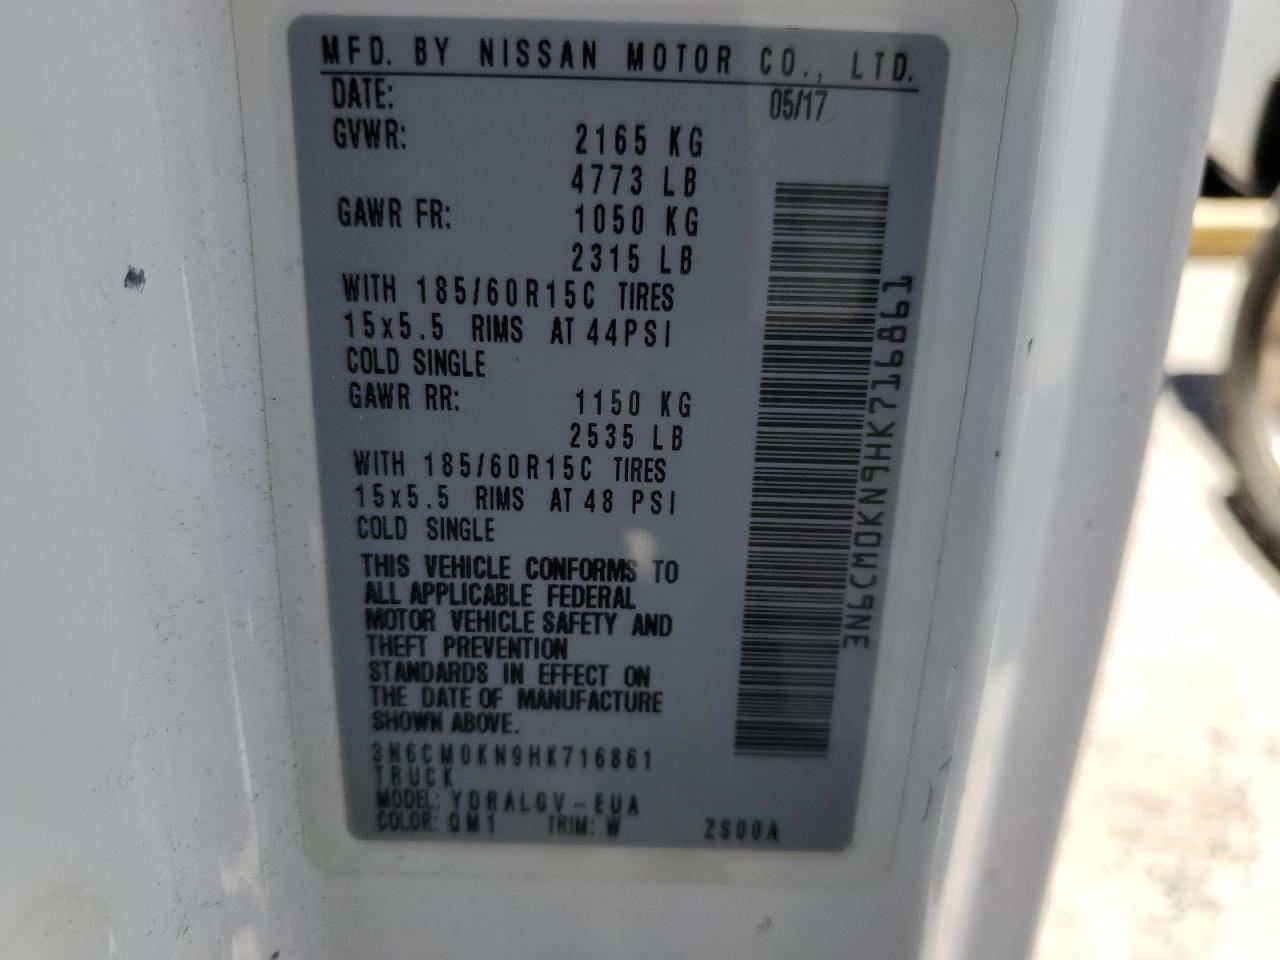 MFD. BY NISSAN MOTOR CO., LTD.
DATE: 05/17
GVWR: 2165 KG
4773 LB
GAWR FR: 1050 KG
2315 LB
WITH 185/60R15C TIRES
15x5.5 RIMS AT 44PSI
COLD SINGLE
GAWR RR: 1150 KG
2535 LB
WITH 185/60R15C TIRES
15x5.5 RIMS AT 48 PSI
COLD SINGLE
THIS VEHICLE CONFORMS TO
ALL APPLICABLE FEDERAL
MOTOR VEHICLE SAFETY AND
THEFT PREVENTION
STANDARDS IN EFFECT ON
THE DATE OF MANUFACTURE
SHOWN ABOVE.
3N6CM0KN9HK716861
TRUCK
MODEL: YDRALGV-EUA
COLOR: QM1 TRIM: W ZS00A
3N6CM0KN9HK716861